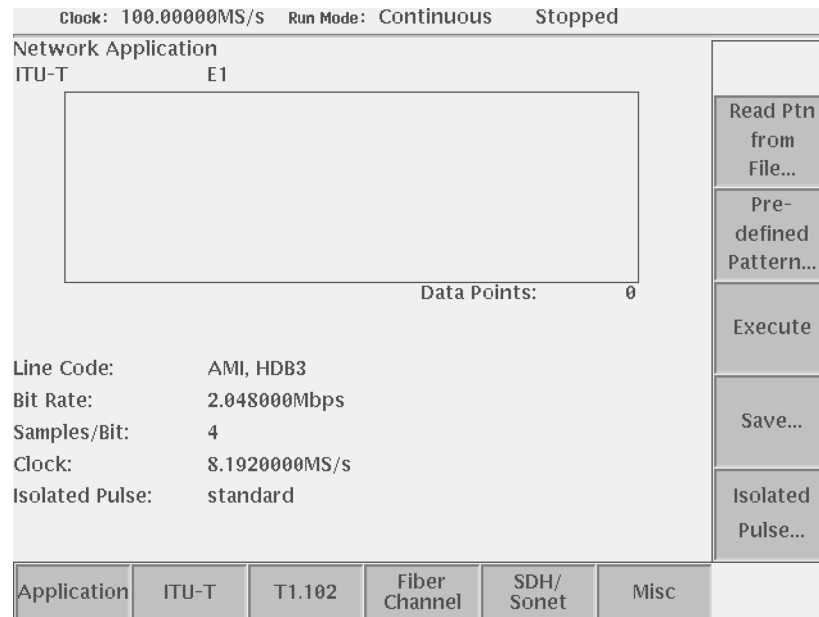 Clock: 100.00000MS/s Run Mode: Continuous Stopped
Network Application
ITU-T E1
Data Points: 0
Line Code: AMI, HDB3
Bit Rate: 2.048000Mbps
Samples/Bit: 4
Clock: 8.1920000MS/s
Isolated Pulse: standard
Read Ptn
from
File...
Pre-
defined
Pattern...
Execute
Save...
Isolated
Pulse...
Application
ITU-T
T1.102
Fiber
Channel
SDH/
Sonet
Misc